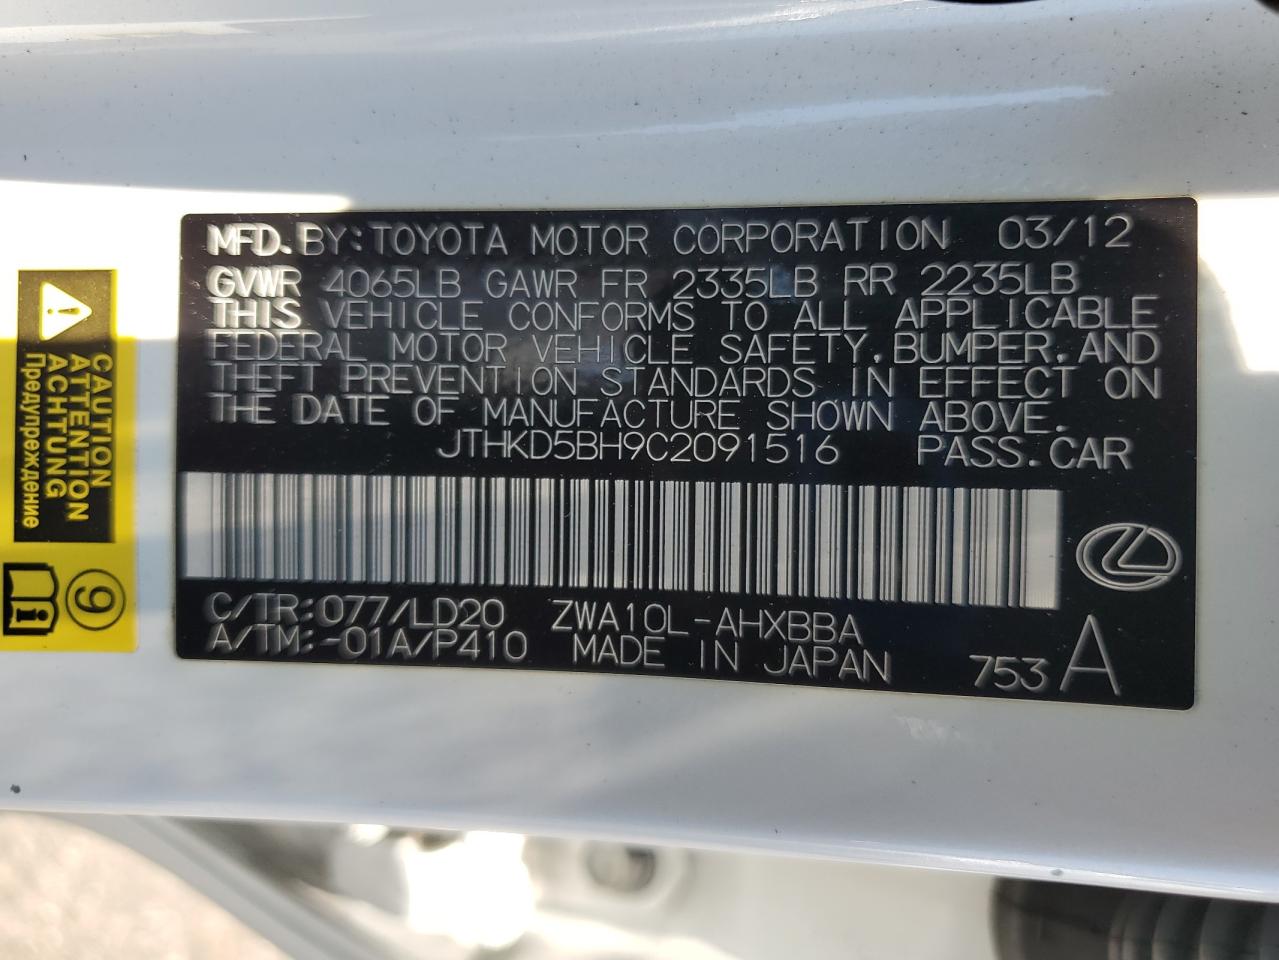 MFD. BY: TOYOTA MOTOR CORPORATION 03/12
GVWR 4065LB GAWR FR 2335LB RR 2235LB
THIS VEHICLE CONFORMS TO ALL APPLICABLE
FEDERAL MOTOR VEHICLE SAFETY, BUMPER, AND
THEFT PREVENTION STANDARDS IN EFFECT ON
THE DATE OF MANUFACTURE SHOWN ABOVE.
JTHKD5BH9C2091516 PASS. CAR
C/TR: 077/LD20 ZWA10L-AHXBBA
A/TM: -01A/P410 MADE IN JAPAN 753 A
CAUTION
ATTENTION
ACHTUNG
Предупреждение
9